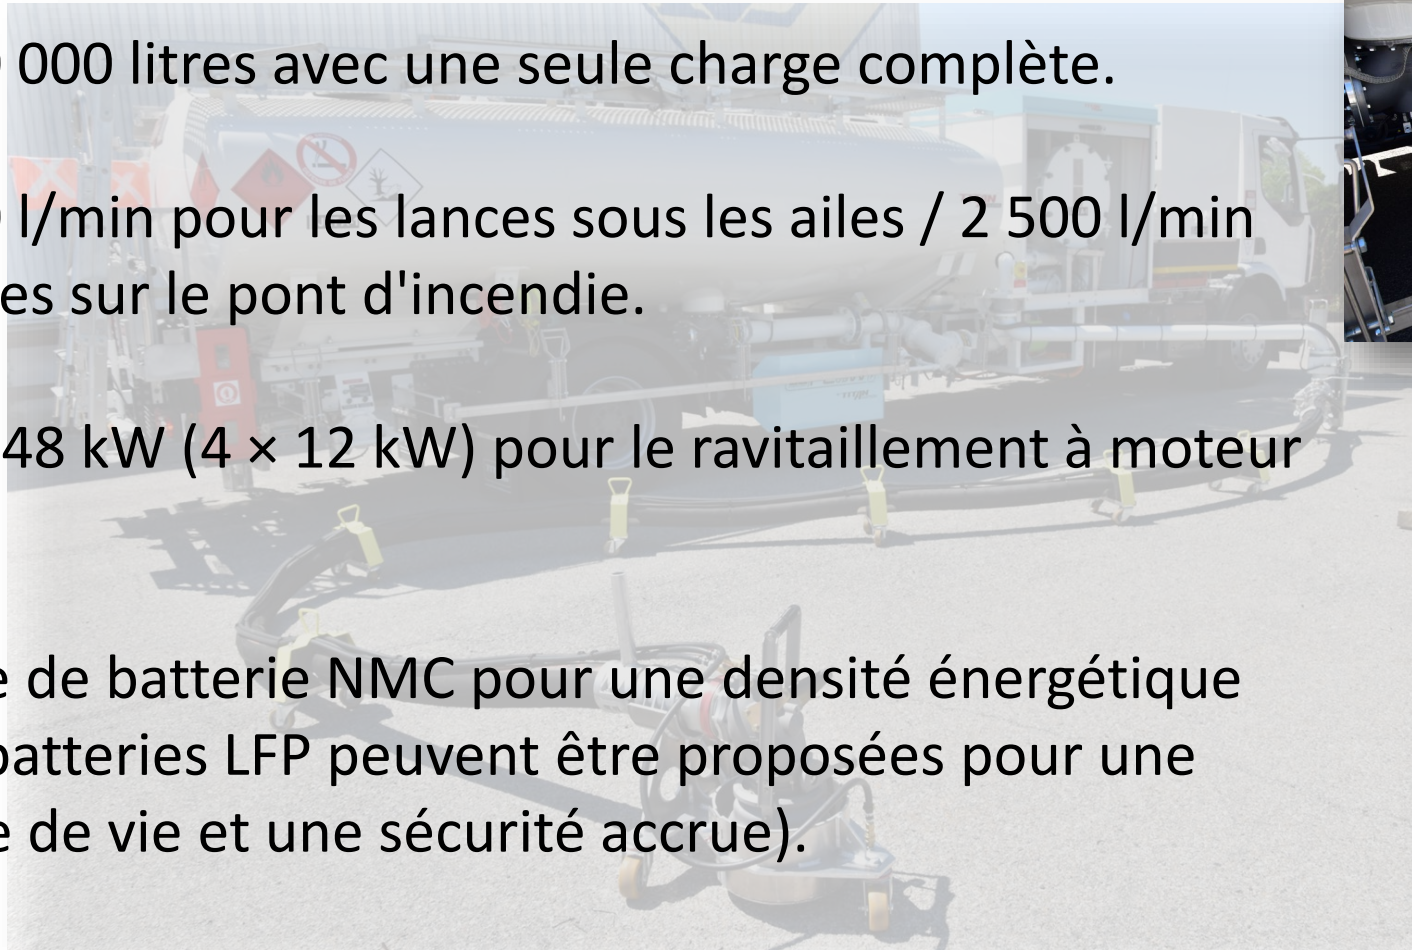 000 litres avec une seule charge complète.
l/min pour les lances sous les ailes / 2 500 l/min
es sur le pont d'incendie.
48 kW (4 × 12 kW) pour le ravitaillement à moteur
de batterie NMC pour une densité énergétique
batteries LFP peuvent être proposées pour une
de vie et une sécurité accrue).